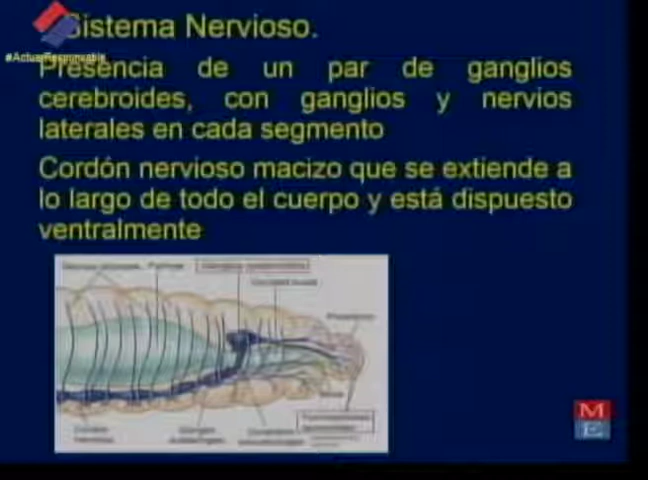 Sistema Nervioso.
#ActuarResponsable
Presencia de un par de ganglios
cerebroides, con ganglios y nervios
laterales en cada segmento
Cordón nervioso macizo que se extiende a
lo largo de todo el cuerpo y está dispuesto
ventralmente
M
E